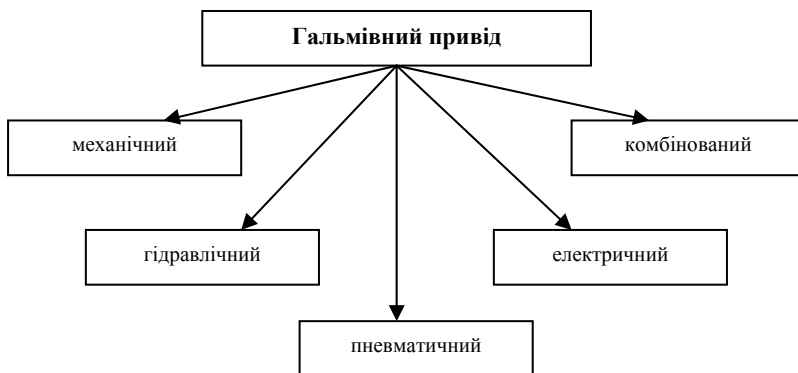 Гальмівний привід
механічний
комбінований
гідравлічний
електричний
пневматичний